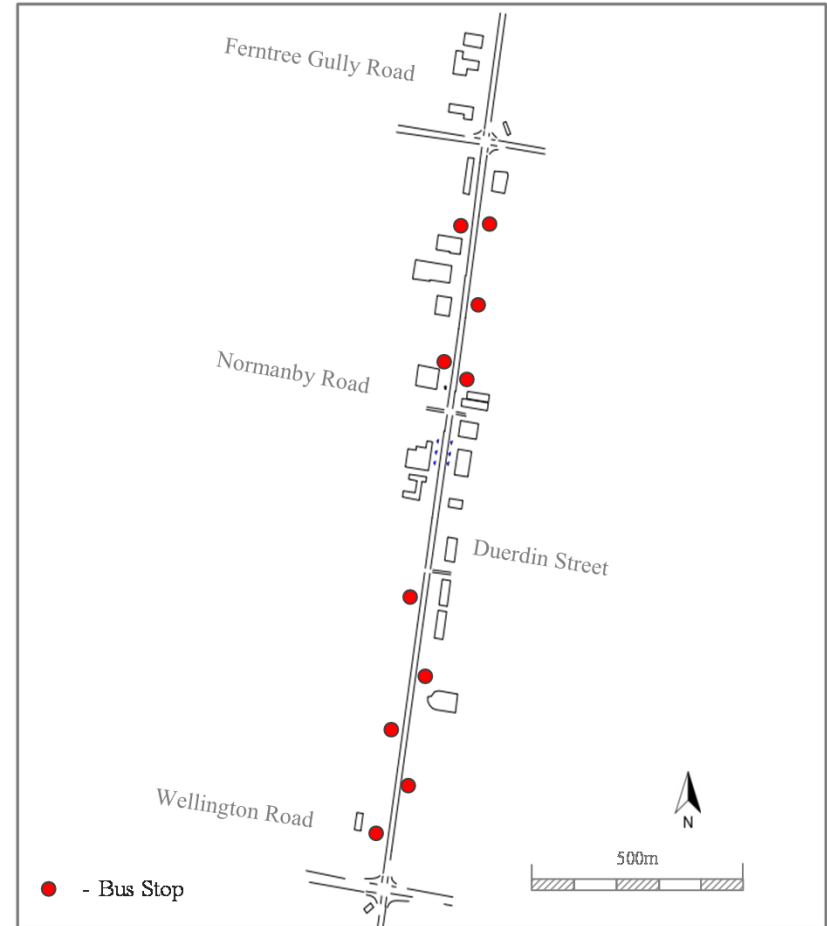 Ferntree Gully Road
Normanby Road
Duerdin Street
Wellington Road
N
500m
- Bus Stop